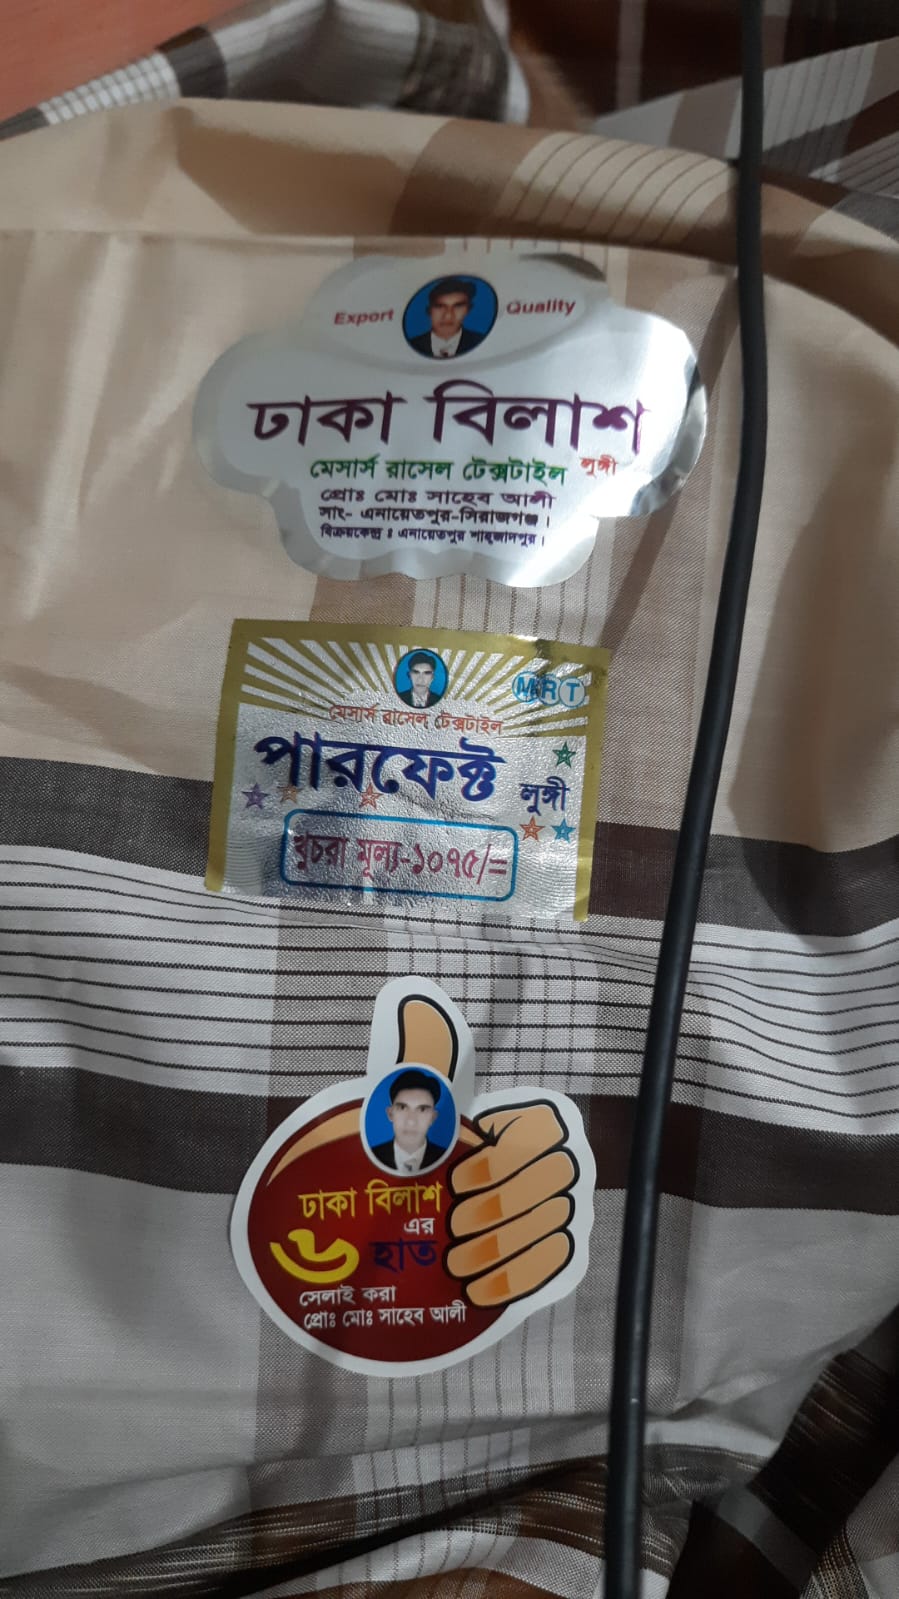 Export Quality
ঢাকা বিলাশ
মেসার্স রাসেল টেক্সটাইল লুঙ্গী
প্রোঃ মোঃ সাহেব আলী
সাং- এনায়েতপুর-সিরাজগঞ্জ।
বিক্রয়কেন্দ্র ঃ এনায়েতপুর শাহ্জাদপুর।
MRT
মেসার্স রাসেল টেক্সটাইল
পারফেক্ট লুঙ্গী
খুচরা মূল্য-১০৭৫/=
ঢাকা বিলাশ
এর
৬ হাত
সেলাই করা
প্রোঃ মোঃ সাহেব আলী